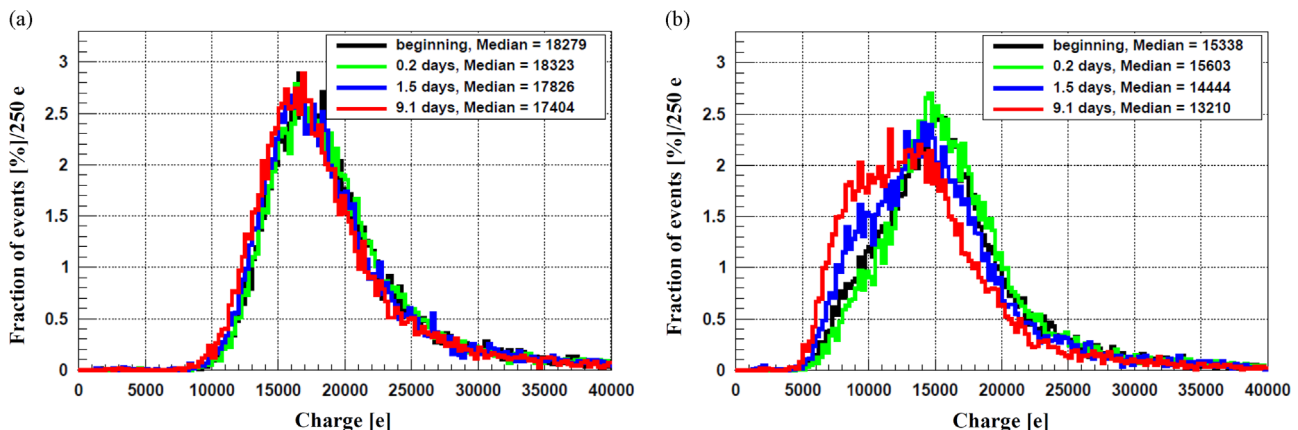 (a)
beginning, Median = 18279
0.2 days, Median = 18323
1.5 days, Median = 17826
9.1 days, Median = 17404
Fraction of events [%]/250 e
3
2.5
2
1.5
1
0.5
0
0 5000 10000 15000 20000 25000 30000 35000 40000
Charge [e]
(b)
beginning, Median = 15338
0.2 days, Median = 15603
1.5 days, Median = 14444
9.1 days, Median = 13210
Fraction of events [%]/250 e
3
2.5
2
1.5
1
0.5
0
0 5000 10000 15000 20000 25000 30000 35000 40000
Charge [e]